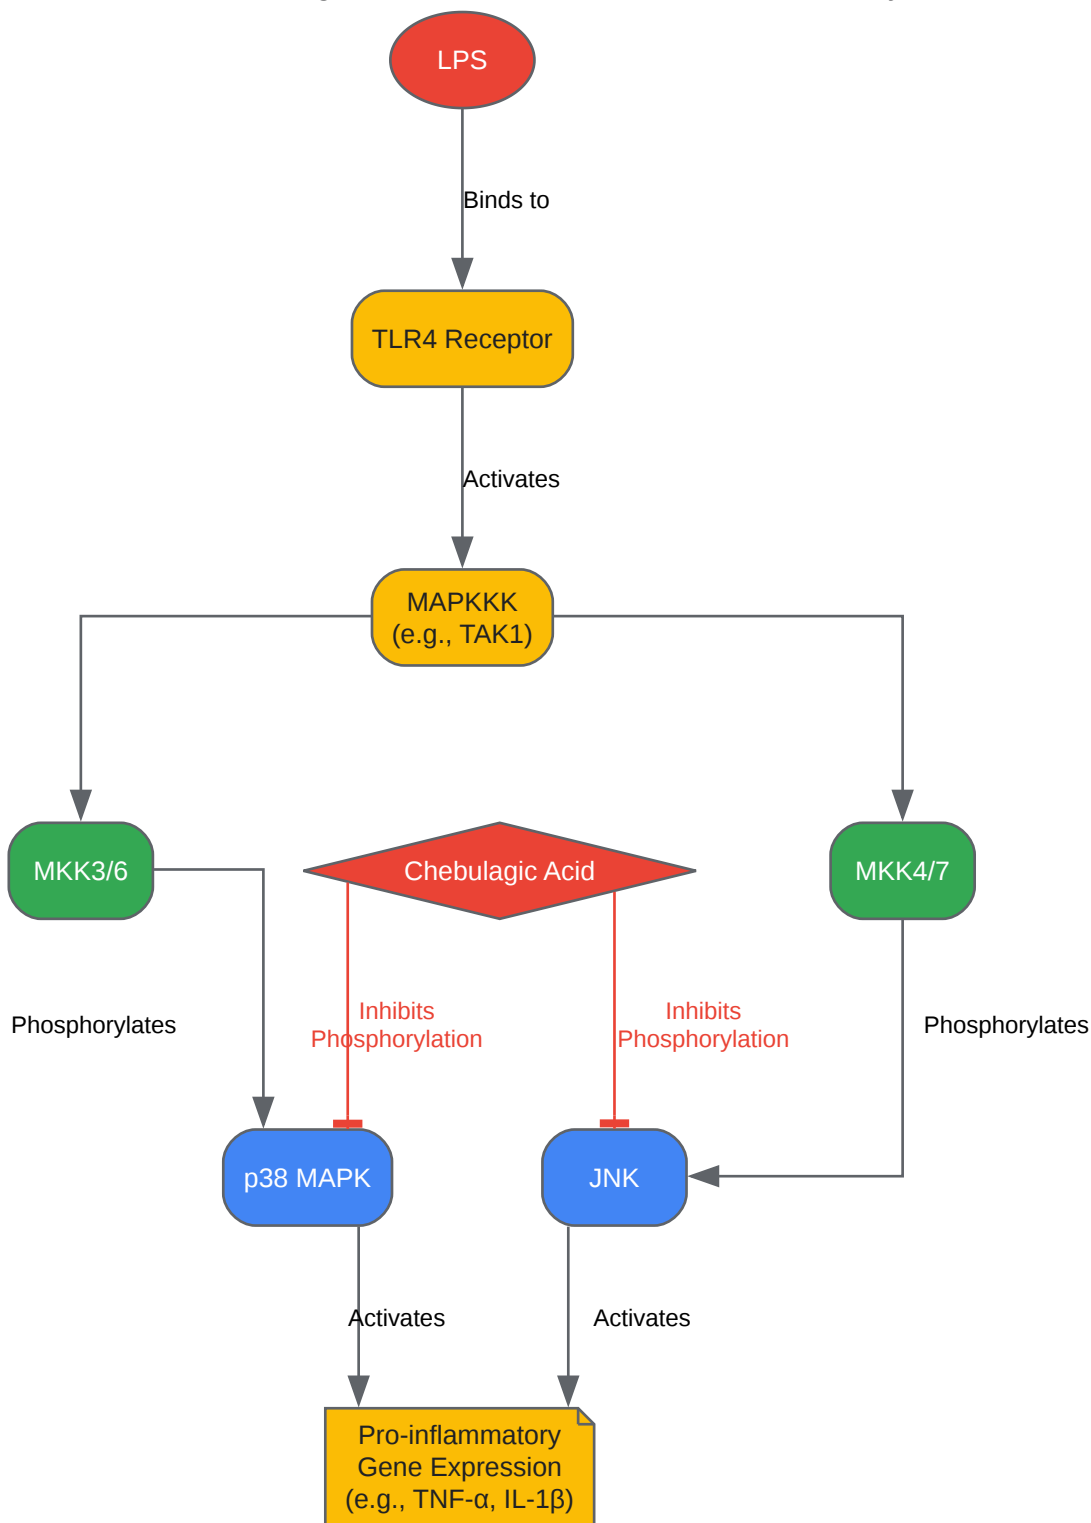 LPS
Binds to
TLR4 Receptor
Activates
MAPKKK
(e.g., TAK1)
MKK3/6
Chebulagic Acid
MKK4/7
Phosphorylates
Inhibits
Phosphorylation
Inhibits
Phosphorylation
Phosphorylates
p38 MAPK
JNK
Activates
Activates
Pro-inflammatory
Gene Expression
(e.g., TNF-α, IL-1β)